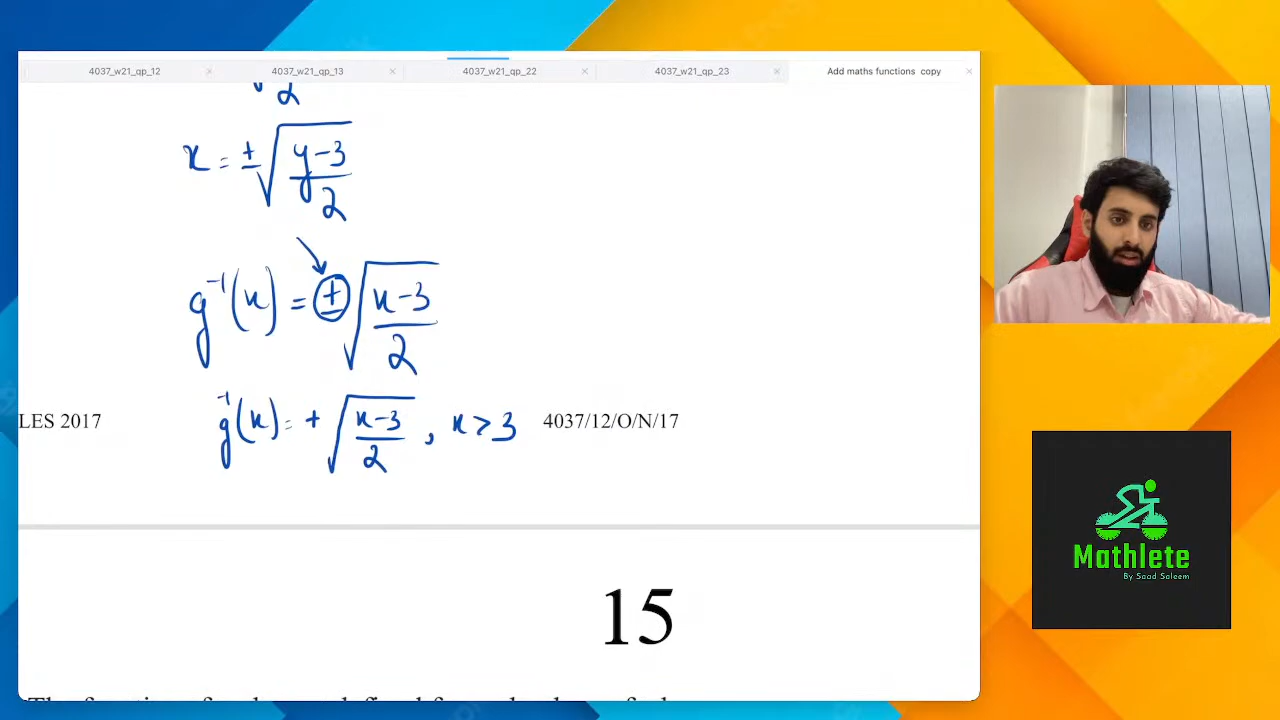 4037_w21_qp_12 × 4037_w21_qp_13 × 4037_w21_qp_22 × 4037_w21_qp_23 × Add maths functions copy ×
2
x = ± √((y-3)/2)
g⁻¹(x) = ± √((x-3)/2)
g⁻¹(x) = + √((x-3)/2) , x > 3
LES 2017 4037/12/O/N/17
15
Mathlete
By Saad Saleem